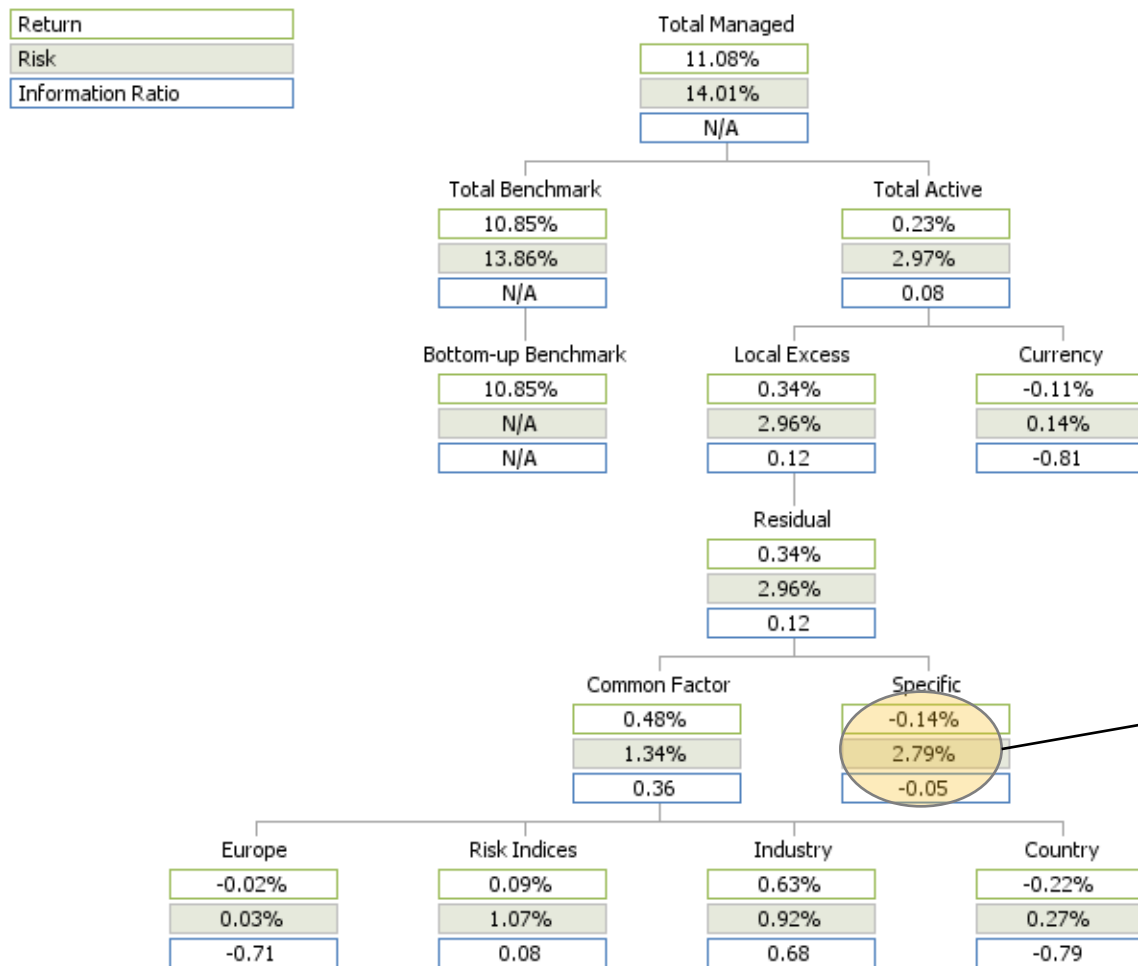 Return
Risk
Information Ratio
Total Managed
11.08%
14.01%
N/A
Total Benchmark
10.85%
13.86%
N/A
Total Active
0.23%
2.97%
0.08
Bottom-up Benchmark
10.85%
N/A
N/A
Local Excess
0.34%
2.96%
0.12
Currency
-0.11%
0.14%
-0.81
Residual
0.34%
2.96%
0.12
Common Factor
0.48%
1.34%
0.36
Specific
-0.14%
2.79%
-0.05
Europe
-0.02%
0.03%
-0.71
Risk Indices
0.09%
1.07%
0.08
Industry
0.63%
0.92%
0.68
Country
-0.22%
0.27%
-0.79